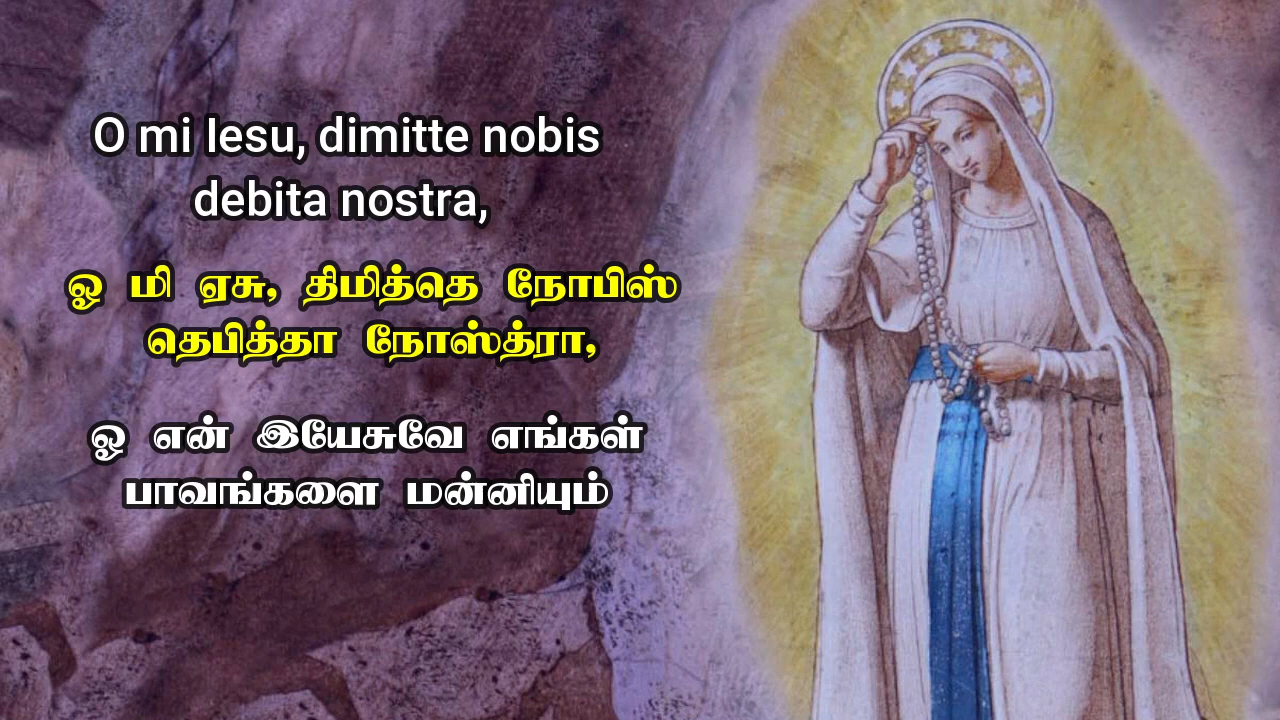 O mi Iesu, dimitte nobis
debita nostra,
ஓ மி ஏசு, திமித்தெ நோபிஸ்
தெபித்தா நோஸ்த்ரா,
ஓ என் இயேசுவே எங்கள்
பாவங்களை மன்னியும்